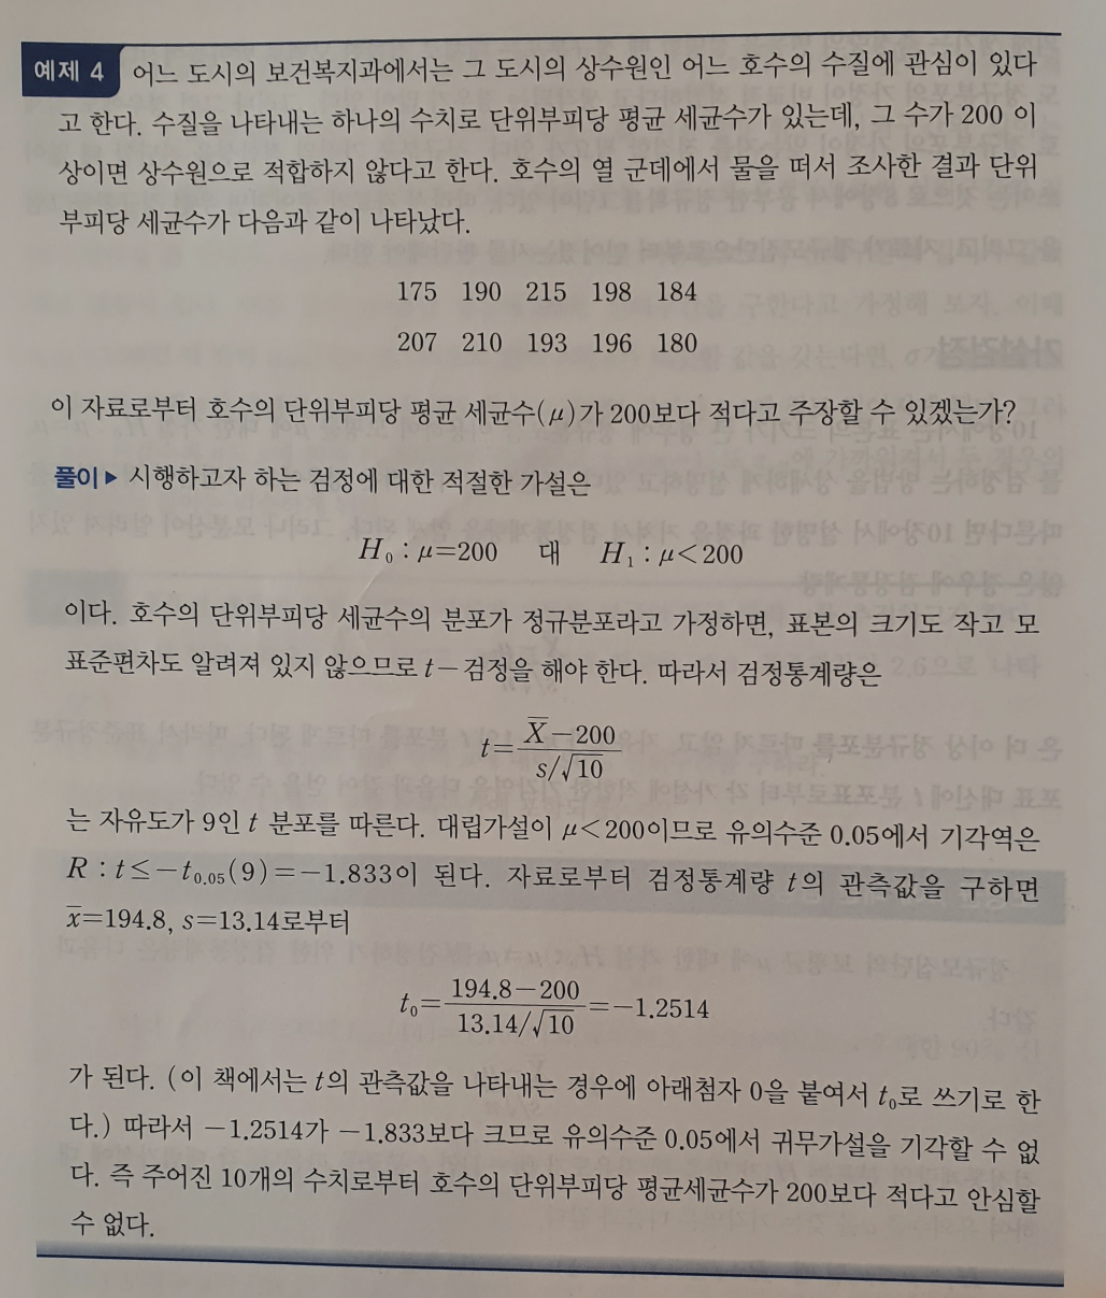 예제 4 어느 도시의 보건복지과에서는 그 도시의 상수원인 어느 호수의 수질에 관심이 있다
고 한다. 수질을 나타내는 하나의 수치로 단위부피당 평균 세균수가 있는데, 그 수가 200 이
상이면 상수원으로 적합하지 않다고 한다. 호수의 열 군데에서 물을 떠서 조사한 결과 단위
부피당 세균수가 다음과 같이 나타났다.
175 190 215 198 184
207 210 193 196 180
이 자료로부터 호수의 단위부피당 평균 세균수(μ)가 200보다 적다고 주장할 수 있겠는가?
풀이▶ 시행하고자 하는 검정에 대한 적절한 가설은
H₀ : μ=200 대 H₁ : μ<200
이다. 호수의 단위부피당 세균수의 분포가 정규분포라고 가정하면, 표본의 크기도 작고 모
표준편차도 알려져 있지 않으므로 t−검정을 해야 한다. 따라서 검정통계량은
t=(X̅−200)/(s/√10)
는 자유도가 9인 t 분포를 따른다. 대립가설이 μ<200이므로 유의수준 0.05에서 기각역은
R : t≤−t₀.₀₅(9)=−1.833이 된다. 자료로부터 검정통계량 t의 관측값을 구하면
x̅=194.8, s=13.14로부터
t₀=(194.8−200)/(13.14/√10)=−1.2514
가 된다. (이 책에서는 t의 관측값을 나타내는 경우에 아래첨자 0을 붙여서 t₀로 쓰기로 한
다.) 따라서 −1.2514가 −1.833보다 크므로 유의수준 0.05에서 귀무가설을 기각할 수 없
다. 즉 주어진 10개의 수치로부터 호수의 단위부피당 평균세균수가 200보다 적다고 안심할
수 없다.